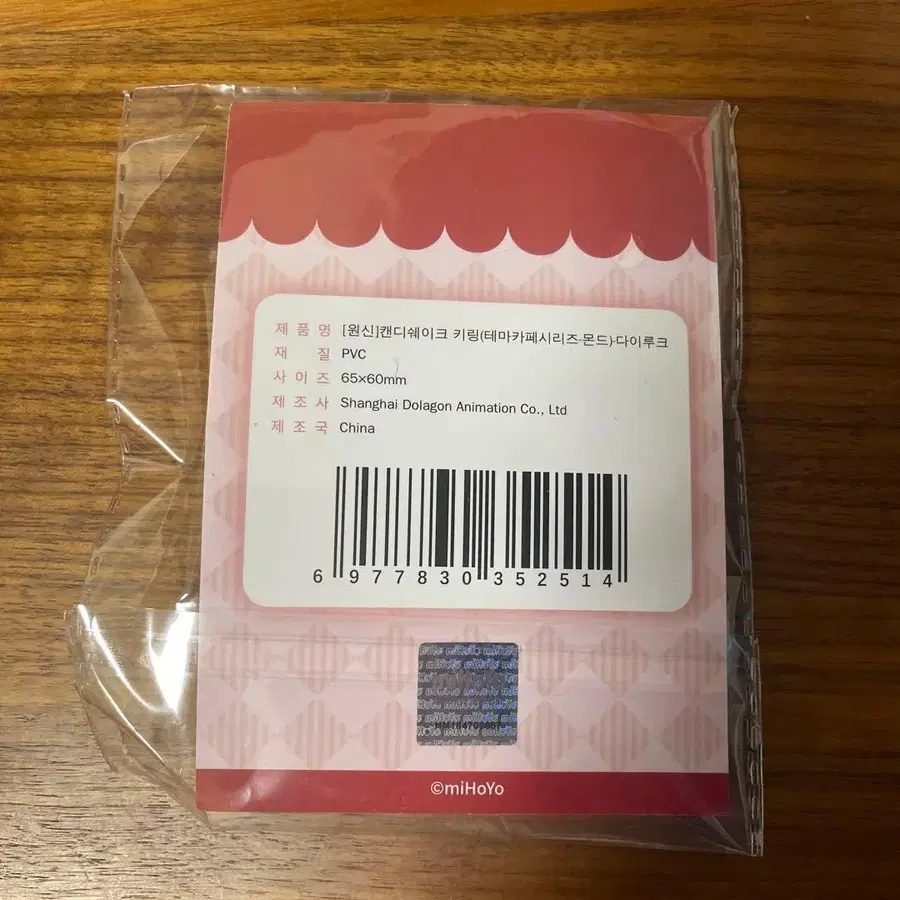 제품명 [원신]캔디쉐이크 키링(테마카페시리즈-몬드)-다이루크
재질 PVC
사이즈 65×60mm
제조사 Shanghai Dolagon Animation Co., Ltd
제조국 China
6 977830 352514
miHoYo miHoYo
©miHoYo